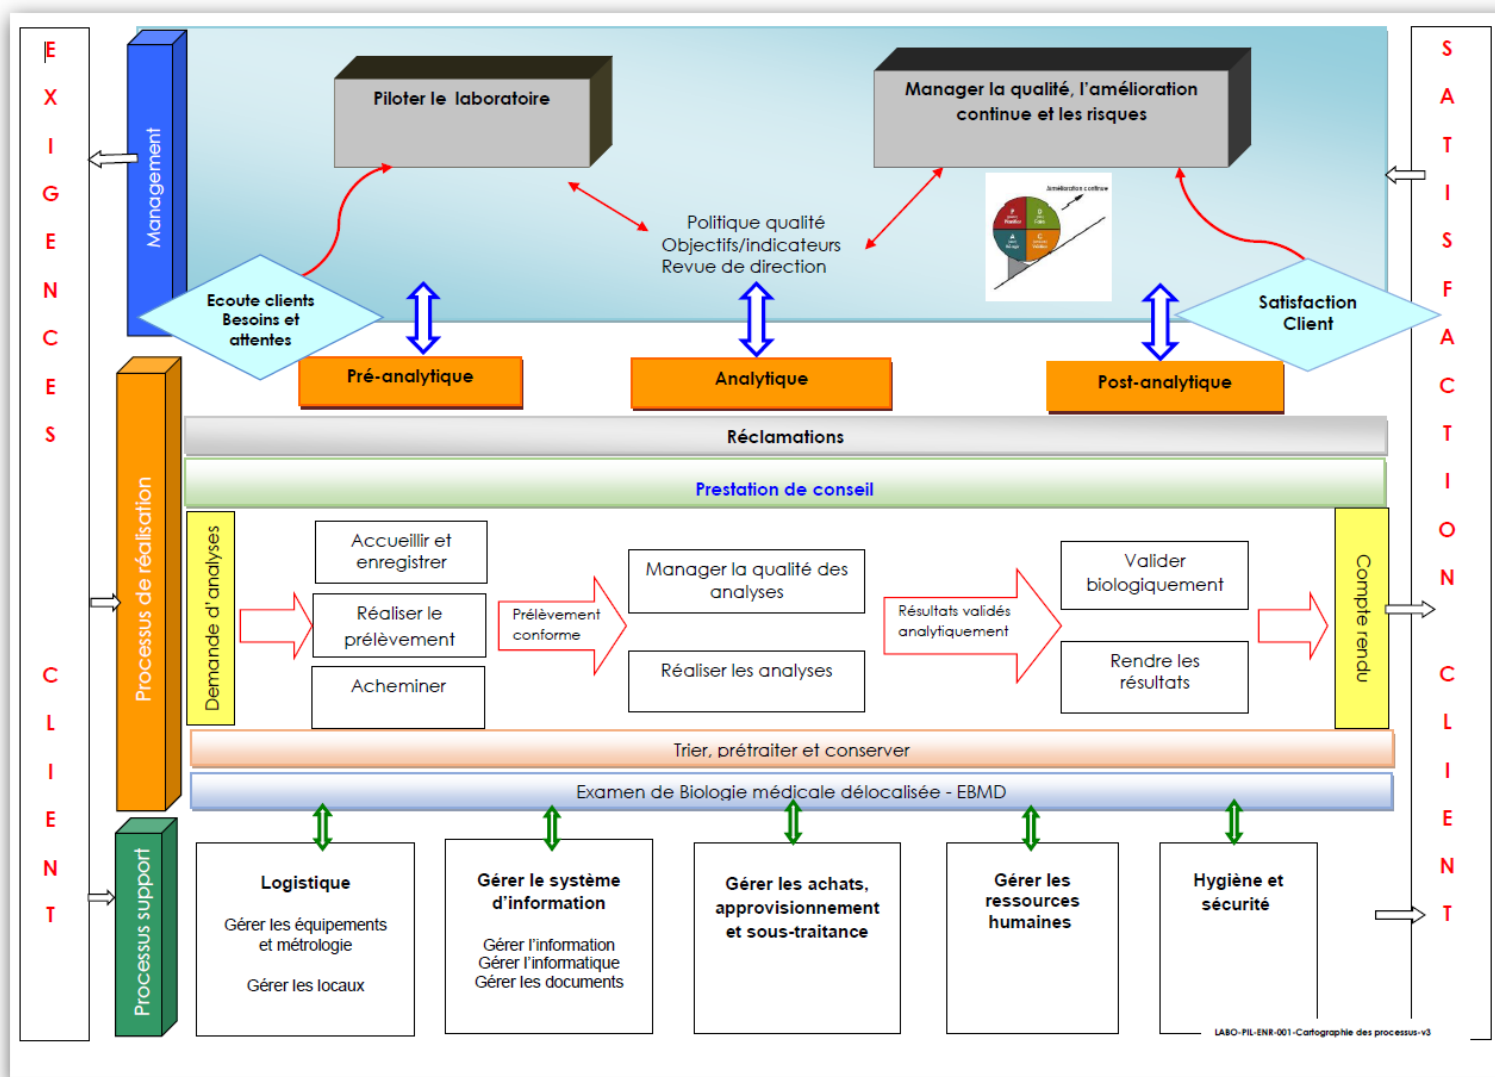 EXIGENCES CLIENT
Management
Piloter le laboratoire
Manager la qualité, l'amélioration
continue et les risques
Amélioration continue
P
D
A
C
Politique qualité
Objectifs/indicateurs
Revue de direction
Ecoute clients
Besoins et
attentes
Satisfaction
Client
Processus de réalisation
Pré-analytique
Analytique
Post-analytique
Réclamations
Prestation de conseil
Demande d'analyses
Accueillir et
enregistrer
Réaliser le
prélèvement
Acheminer
Prélèvement
conforme
Manager la qualité des
analyses
Réaliser les analyses
Résultats validés
analytiquement
Valider
biologiquement
Rendre les
résultats
Compte rendu
Trier, prétraiter et conserver
Examen de Biologie médicale délocalisée - EBMD
Processus support
Logistique
Gérer les équipements
et métrologie
Gérer les locaux
Gérer le système
d'information
Gérer l'information
Gérer l'informatique
Gérer les documents
Gérer les achats,
approvisionnement
et sous-traitance
Gérer les
ressources
humaines
Hygiène et
sécurité
SATISFACTION CLIENT
LABO-PIL-ENR-001-Cartographie des processus-v3